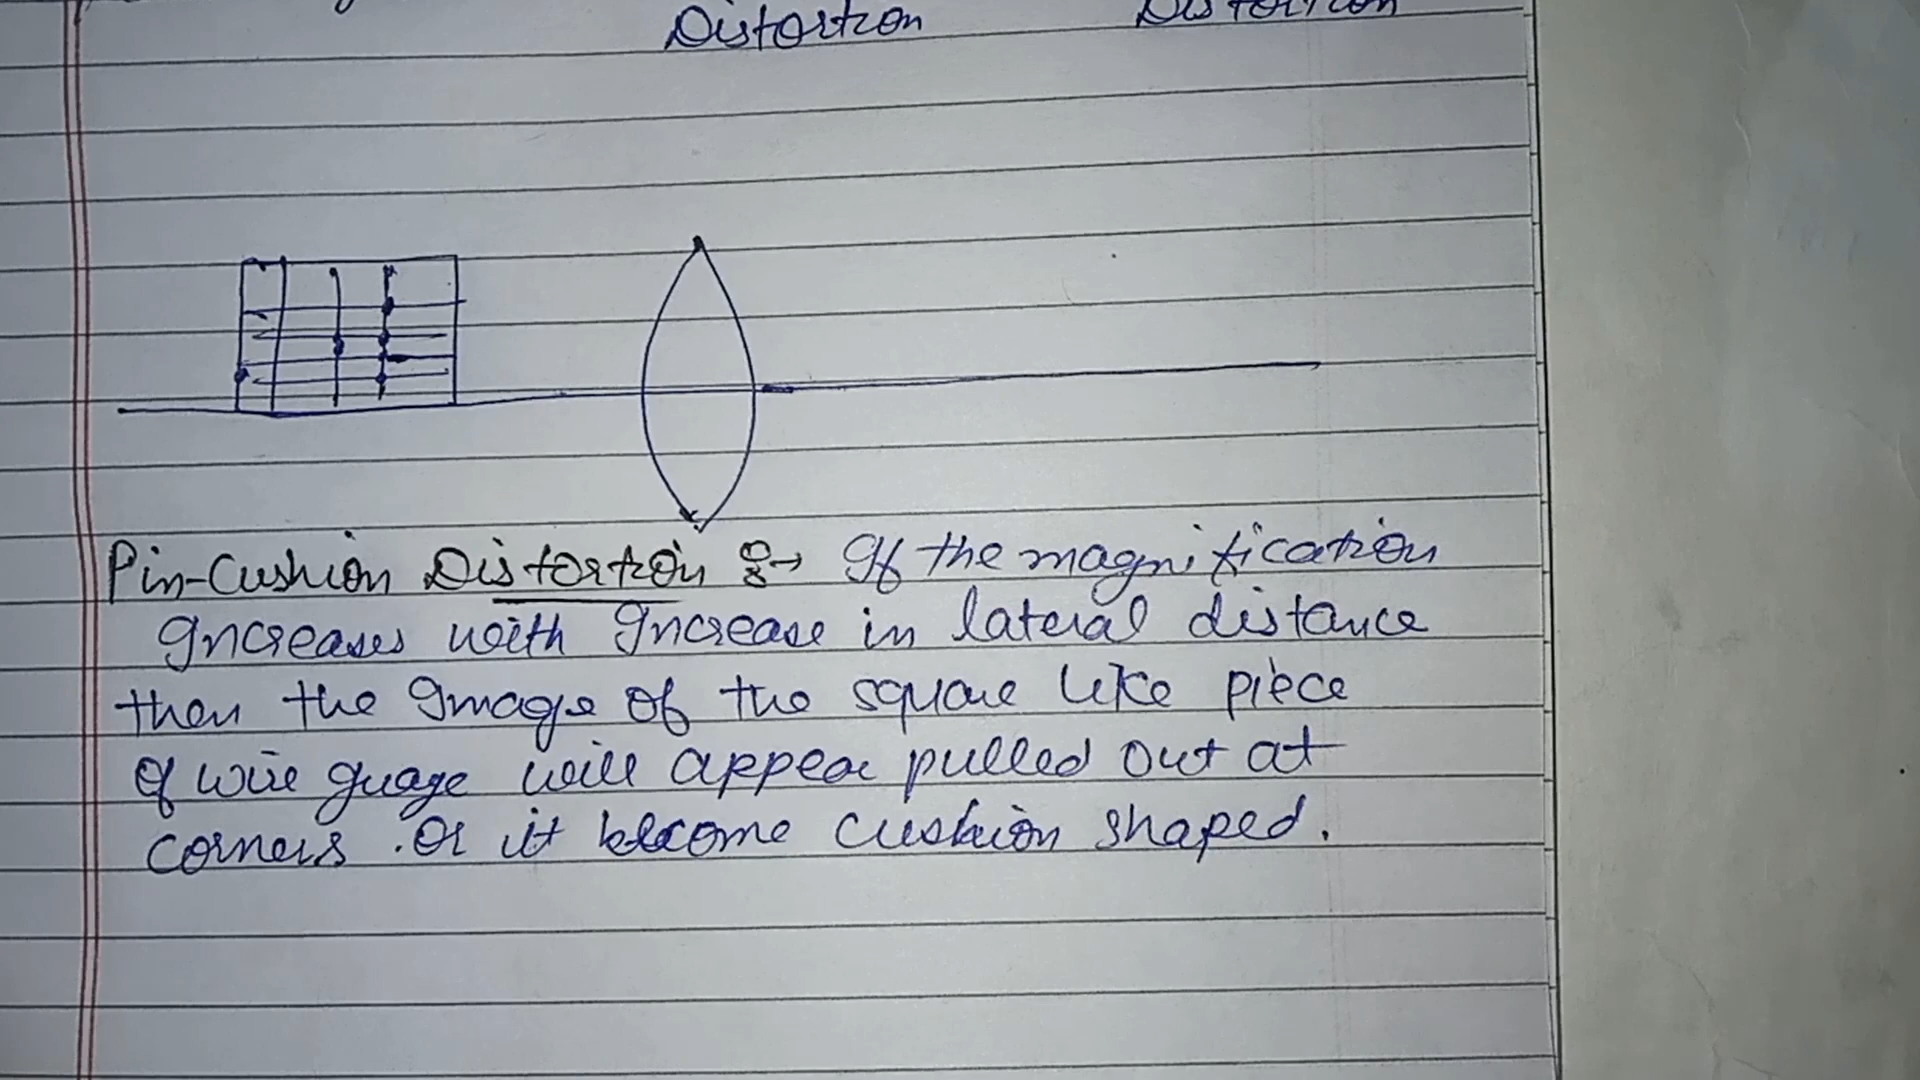 Distortion Distortion
Pin-Cushion Distortion :→ If the magnification
Increases with Increase in lateral distance
then the Image of the square like piece
of wire guage will appear pulled out at
corners. Or it become cushion shaped.